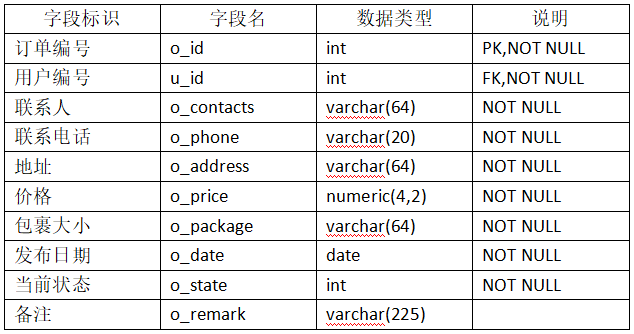 字段标识 字段名 数据类型 说明
订单编号 o_id int PK,NOT NULL
用户编号 u_id int FK,NOT NULL
联系人 o_contacts varchar(64) NOT NULL
联系电话 o_phone varchar(20) NOT NULL
地址 o_address varchar(64) NOT NULL
价格 o_price numeric(4,2) NOT NULL
包裹大小 o_package varchar(64) NOT NULL
发布日期 o_date date NOT NULL
当前状态 o_state int NOT NULL
备注 o_remark varchar(225)